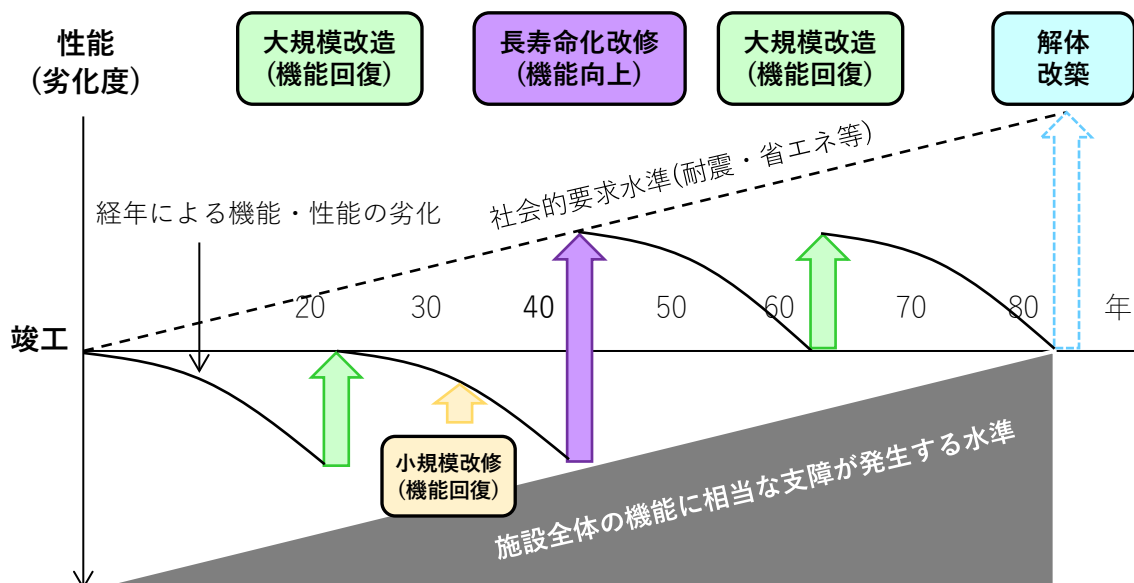 性能
(劣化度)
大規模改造
(機能回復)
長寿命化改修
(機能向上)
大規模改造
(機能回復)
解体
改築
社会的要求水準(耐震・省エネ等)
経年による機能・性能の劣化
20
30
40
50
60
70
80
年
竣工
小規模改修
(機能回復)
施設全体の機能に相当な支障が発生する水準